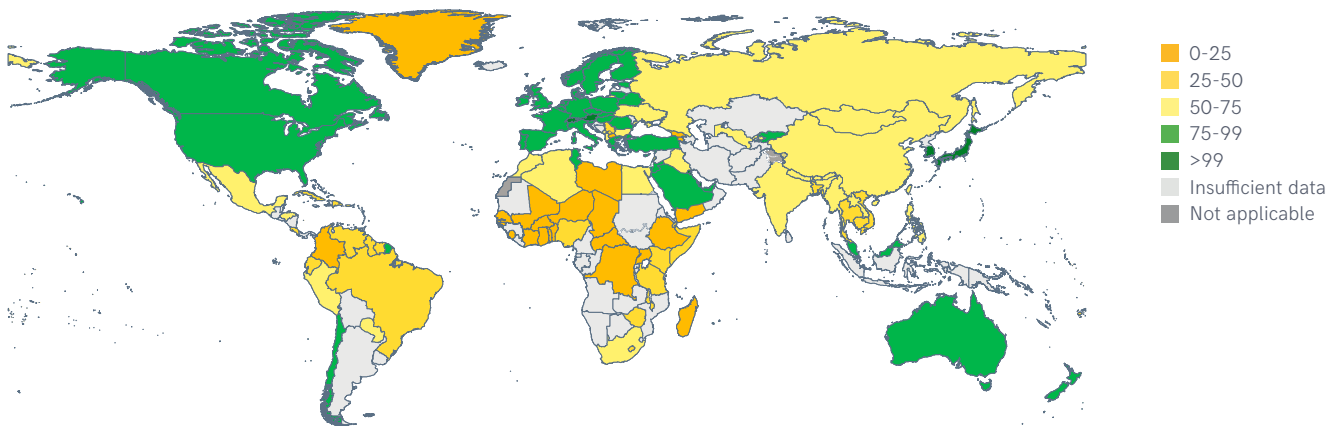 0-25
25-50
50-75
75-99
>99
Insufficient data
Not applicable